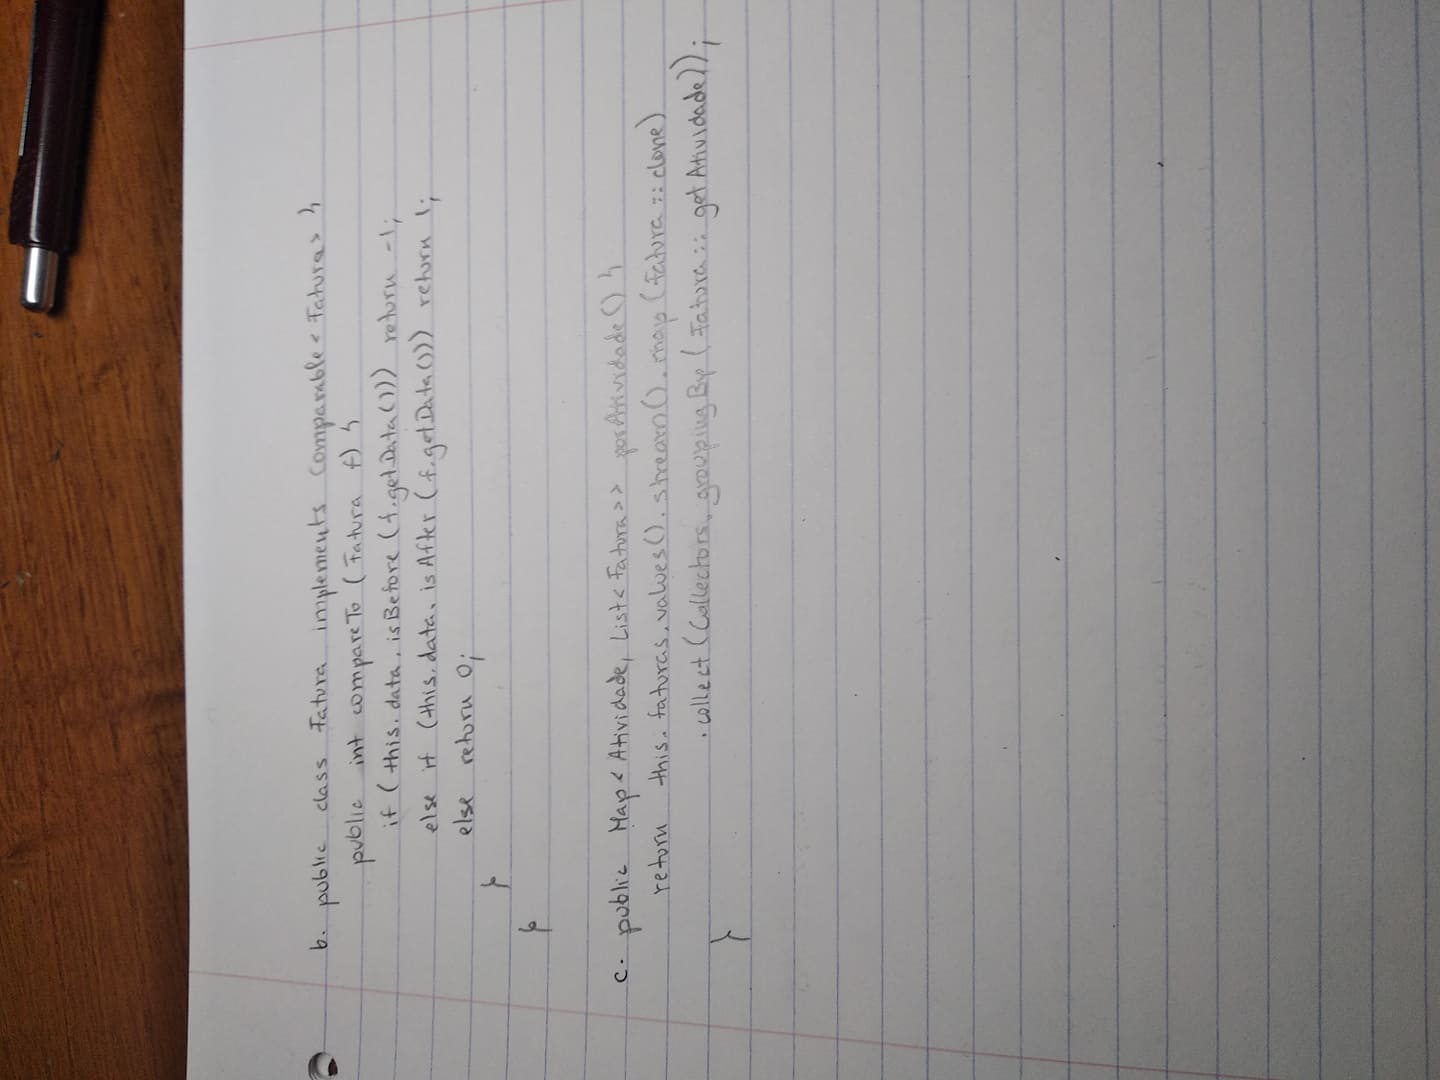 b. public class Fatura implements Comparable<Fatura> {
public int compareTo (Fatura f) {
if (this.data.isBefore(f.getData())) return -1;
else if (this.data.isAfter(f.getData())) return 1;
else return 0;
}
}
c. public Map<Atividade, List<Fatura>> porAtividade() {
return this.faturas.values().stream().map(Fatura::clone)
.collect(Collectors.groupingBy(Fatura::getAtividade));
}